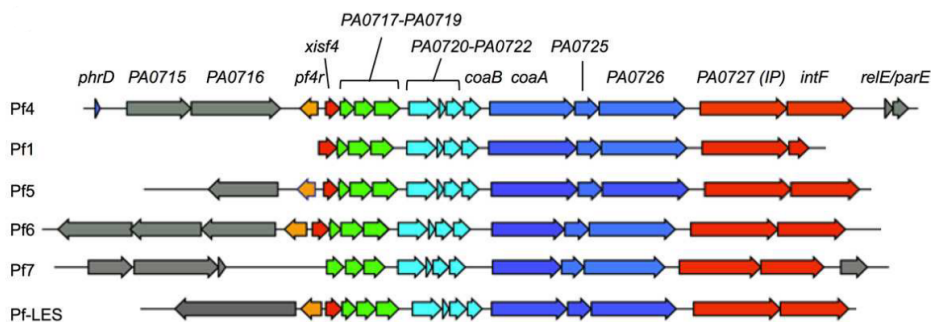 PA0717-PA0719
xisf4 PA0720-PA0722 PA0725
phrD PA0715 PA0716 pf4r coaB coaA PA0726 PA0727 (IP) intF relE/parE
Pf4
Pf1
Pf5
Pf6
Pf7
Pf-LES